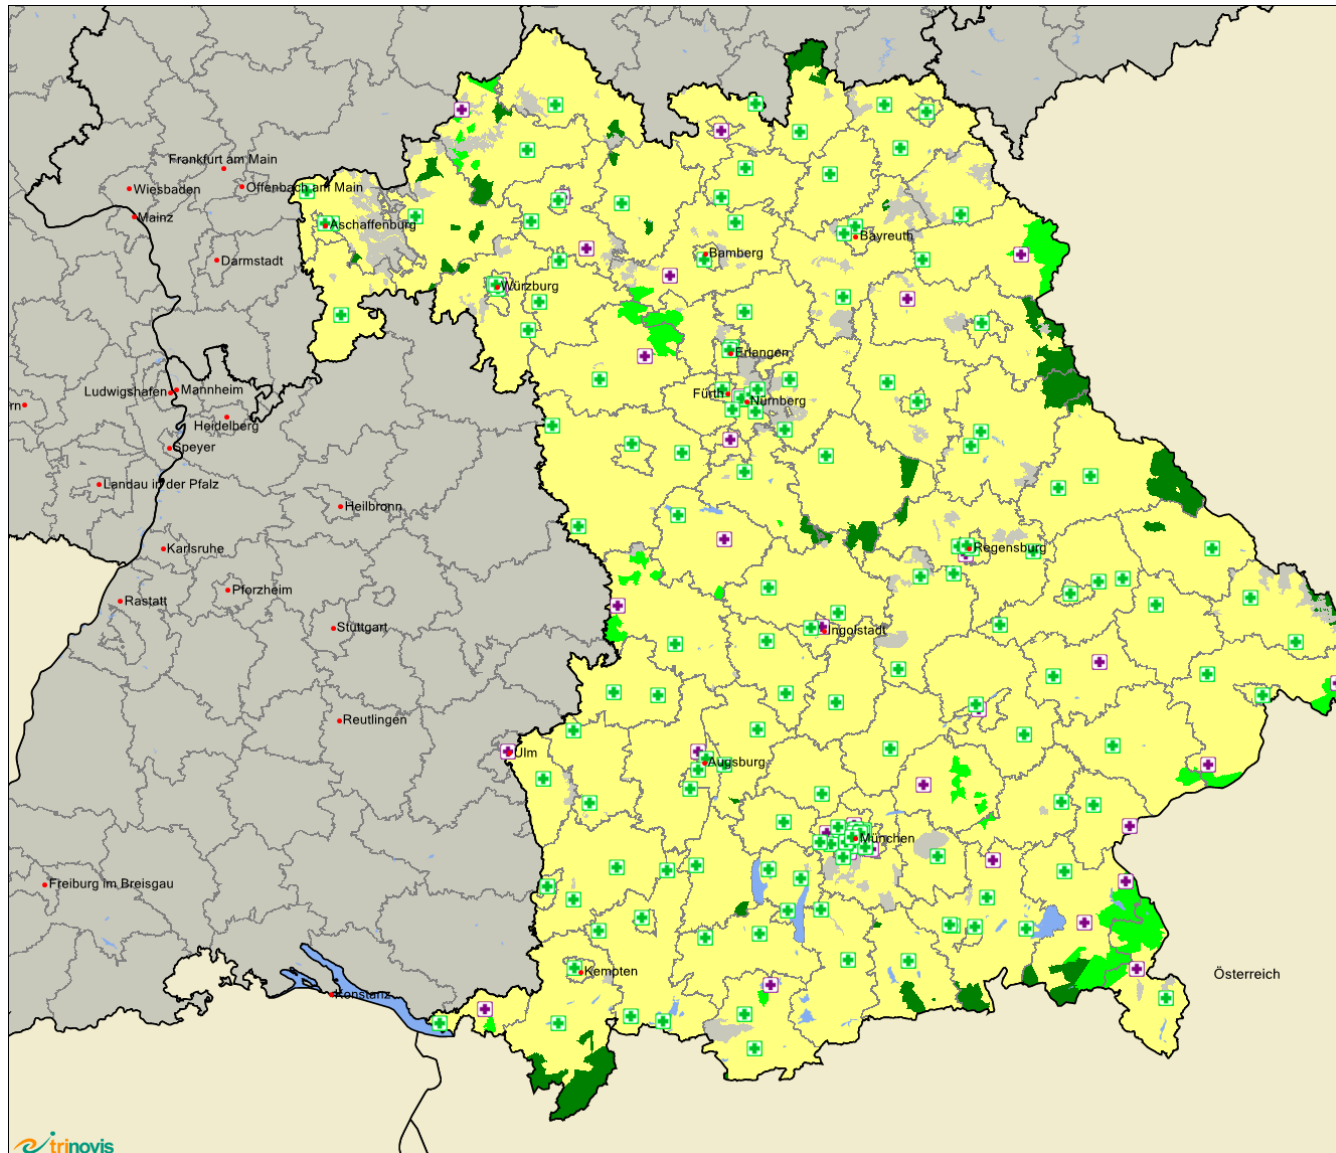 Frankfurt am Main
Wiesbaden
Offenbach am Main
Mainz
Aschaffenburg
Bayreuth
Bamberg
Darmstadt
Würzburg
Erlangen
Ludwigshafen
Mannheim
Fürth
Nürnberg
rn
Heidelberg
Speyer
Landau in der Pfalz
Heilbronn
Karlsruhe
Regensburg
Pforzheim
Rastatt
Stuttgart
Ingolstadt
Reutlingen
Ulm
Augsburg
München
Freiburg im Breisgau
Kempten
Österreich
Konstanz
trinovis